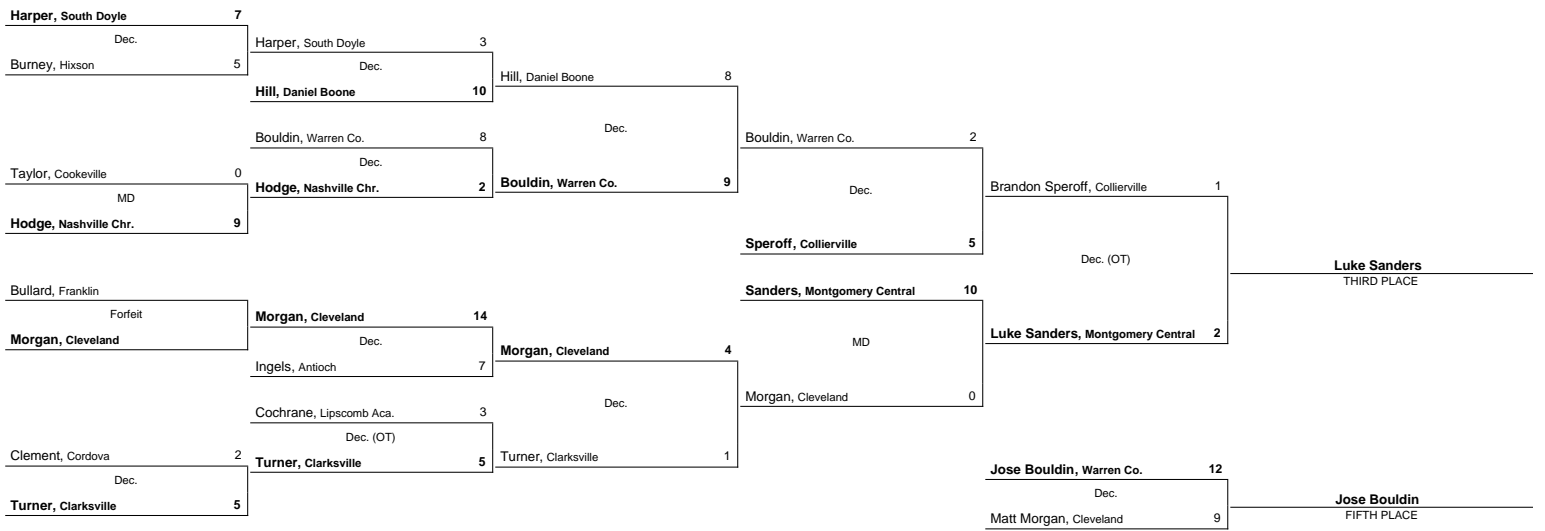 Harper, South Doyle 7
Dec.
Burney, Hixson 5
Taylor, Cookeville 0
MD
Hodge, Nashville Chr. 9
Bullard, Franklin
Forfeit
Morgan, Cleveland
Clement, Cordova 2
Dec.
Turner, Clarksville 5
Harper, South Doyle 3
Dec.
Hill, Daniel Boone 10
Bouldin, Warren Co. 8
Dec.
Hodge, Nashville Chr. 2
Morgan, Cleveland 14
Dec.
Ingels, Antioch 7
Cochrane, Lipscomb Aca. 3
Dec. (OT)
Turner, Clarksville 5
Hill, Daniel Boone 8
Dec.
Bouldin, Warren Co. 9
Morgan, Cleveland 4
Dec.
Turner, Clarksville 1
Bouldin, Warren Co. 2
Dec.
Speroff, Collierville 5
Sanders, Montgomery Central 10
MD
Morgan, Cleveland 0
Brandon Speroff, Collierville 1
Dec. (OT)
Luke Sanders, Montgomery Central 2
Luke Sanders
THIRD PLACE
Jose Bouldin, Warren Co. 12
Dec.
Matt Morgan, Cleveland 9
Jose Bouldin
FIFTH PLACE